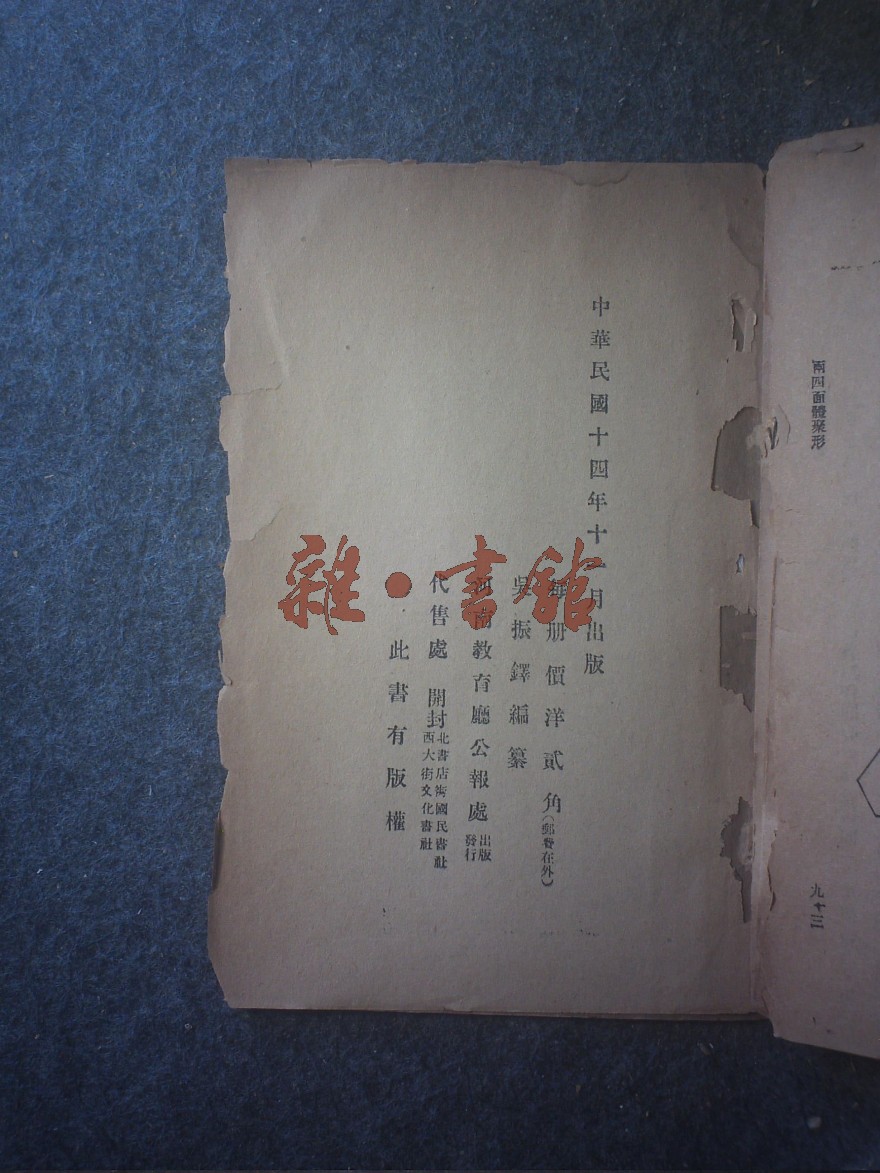 兩四面體聚形
九十三
中華民國十四年十一月出版
每册價洋貳角(郵費在外)
吳振鐸編纂
河南教育廳公報處出版發行
代售處 開封北書店街國民書社
西大街文化書社
此書有版權
雜·書館